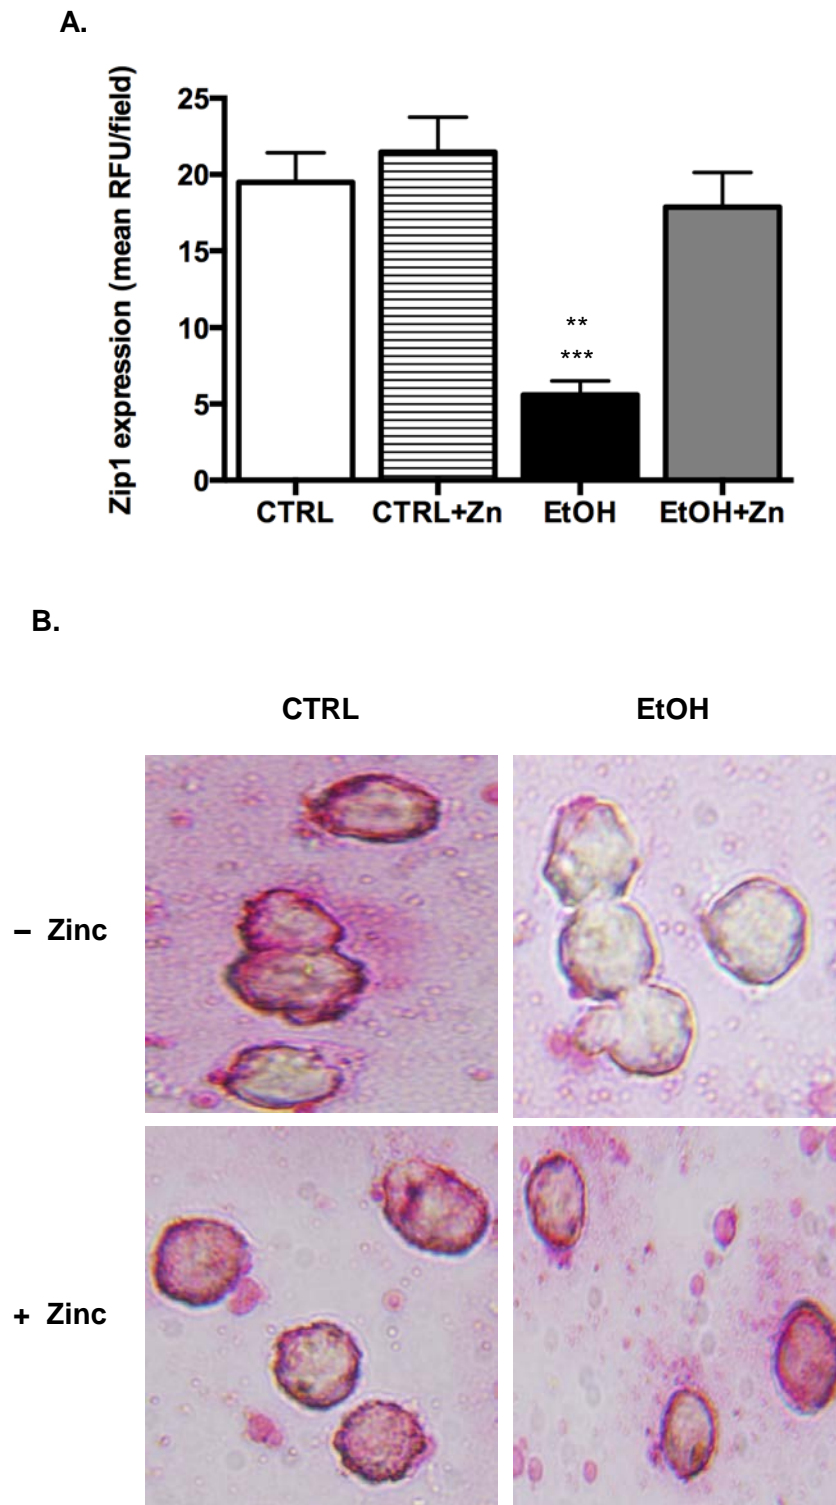 A.
Zip1 expression (mean RFU/field)
25
20
15
10
5
0
**
***
CTRL
CTRL+Zn
EtOH
EtOH+Zn
B.
CTRL
EtOH
– Zinc
+ Zinc